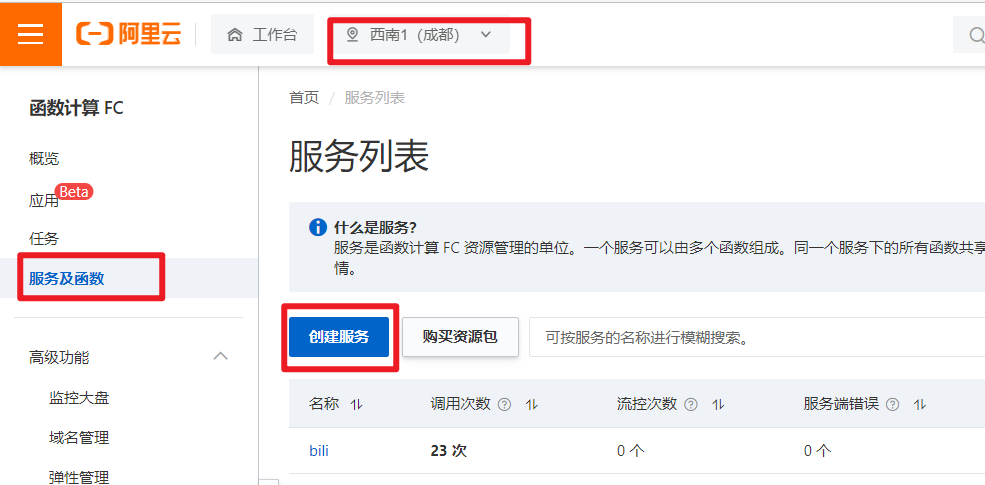 阿里云 工作台 西南1（成都）
函数计算 FC
概览
应用 Beta
任务
服务及函数
高级功能
监控大盘
域名管理
弹性管理
首页 / 服务列表
服务列表
什么是服务?
服务是函数计算 FC 资源管理的单位。一个服务可以由多个函数组成。同一个服务下的所有函数共享
情。
创建服务 购买资源包 可按服务的名称进行模糊搜索。
名称 调用次数 流控次数 服务端错误
bili 23 次 0 个 0 个